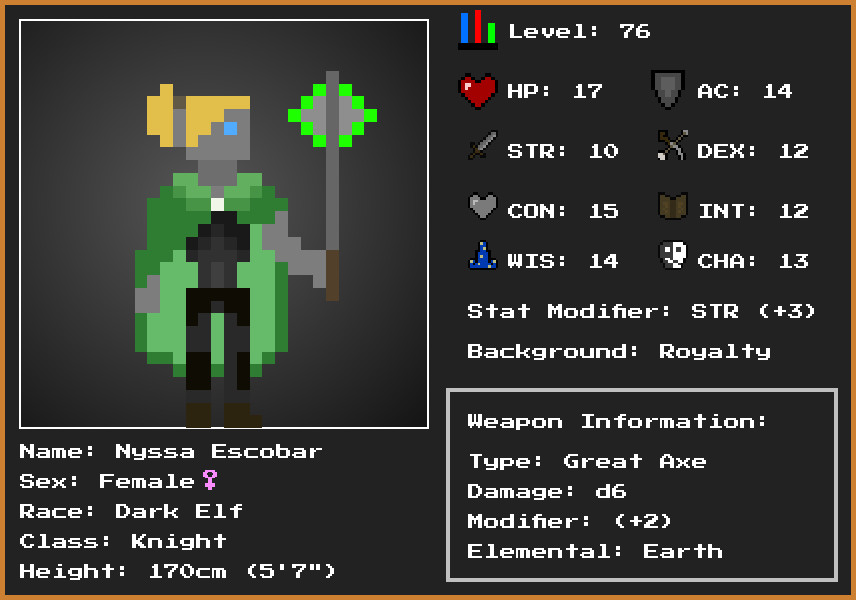 Level: 76
HP: 17
AC: 14
STR: 10
DEX: 12
CON: 15
INT: 12
WIS: 14
CHA: 13
Stat Modifier: STR (+3)
Background: Royalty
Weapon Information:
Type: Great Axe
Damage: d6
Modifier: (+2)
Elemental: Earth
Name: Nyssa Escobar
Sex: Female♀
Race: Dark Elf
Class: Knight
Height: 170cm (5'7")